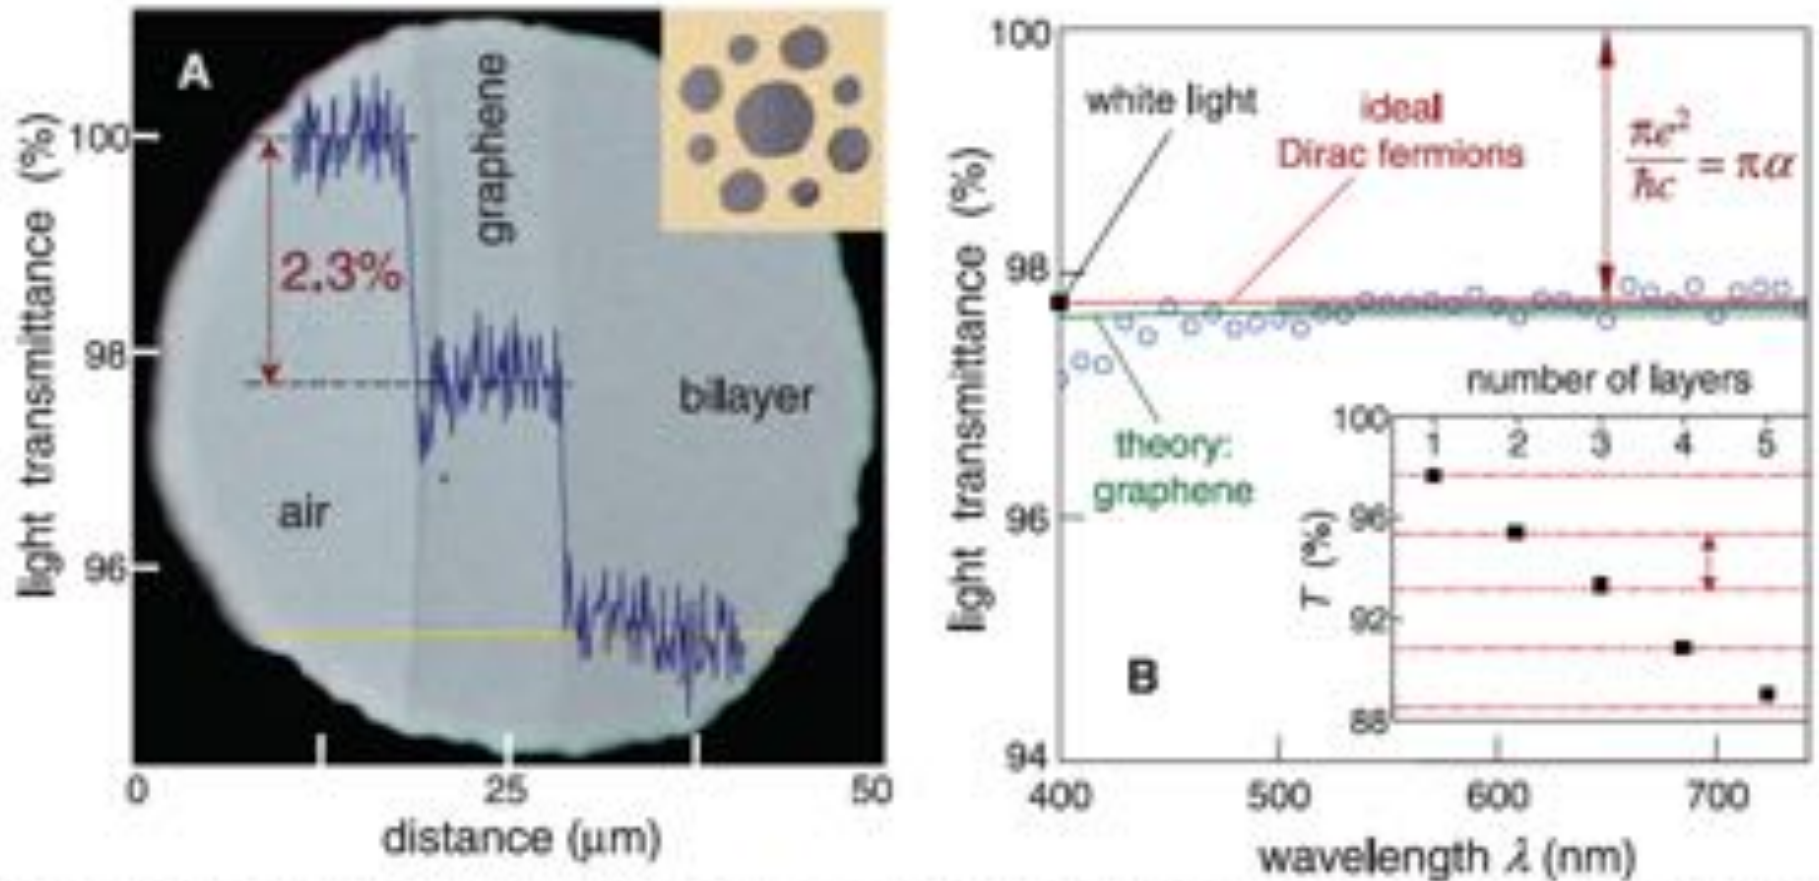 A
100
98
96
light transmittance (%)
2.3%
graphene
air
bilayer
0
25
50
distance (μm)
100
98
96
94
light transmittance (%)
white light
ideal
Dirac fermions
πe²
ħc
= πα
theory:
graphene
number of layers
1 2 3 4 5
100
96
92
88
T (%)
B
400
500
600
700
wavelength λ (nm)